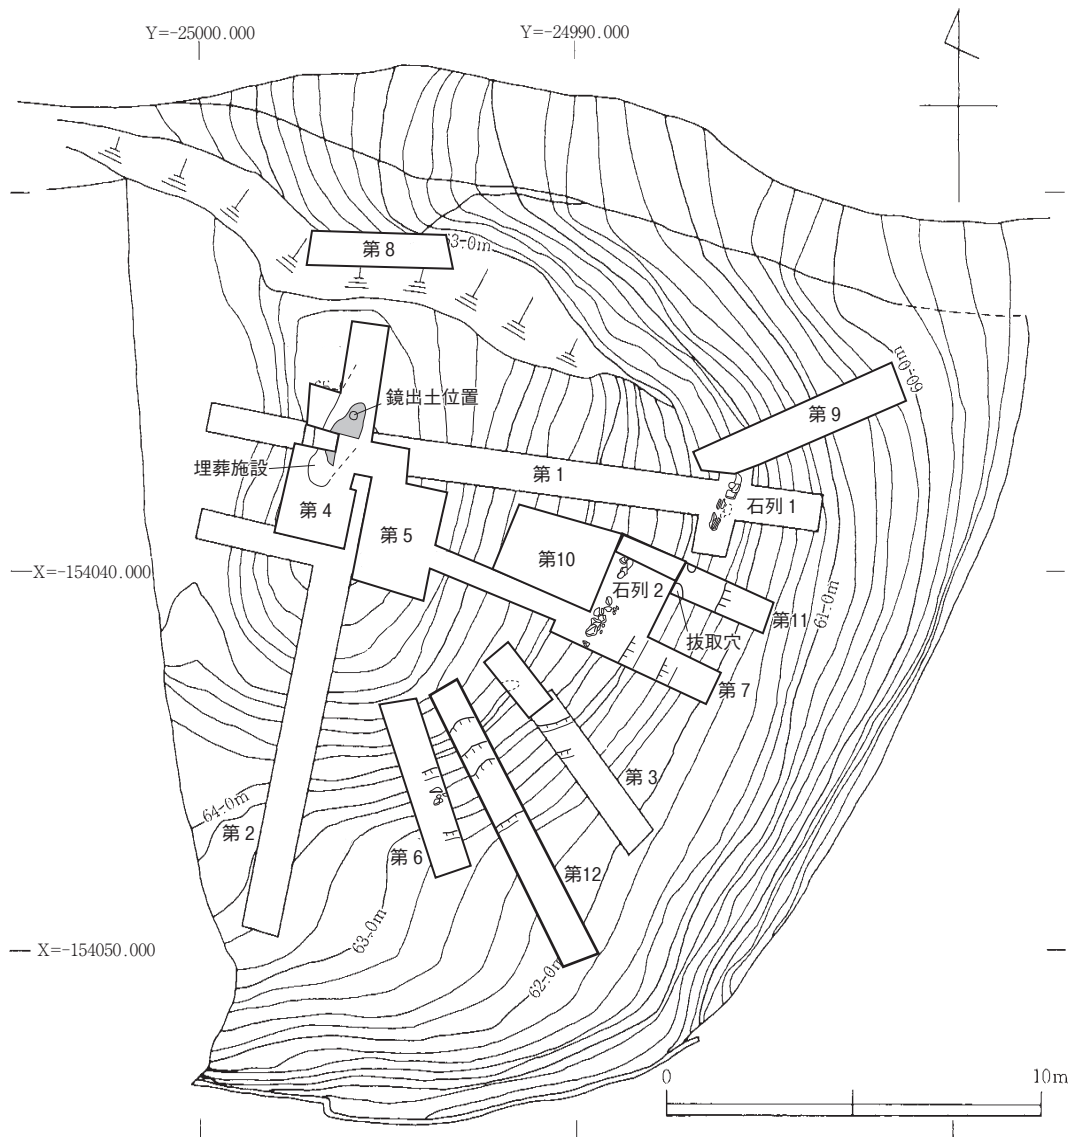 Y=-25000.000
Y=-24990.000
第8
63.0m
60.0m
鏡出土位置
第9
埋葬施設
第1
石列1
第4
第5
第10
X=-154040.000
石列2
第11
61.0m
抜取穴
第7
第3
64.0m
第2
第6
第12
63.0m
X=-154050.000
62.0m
0
10m